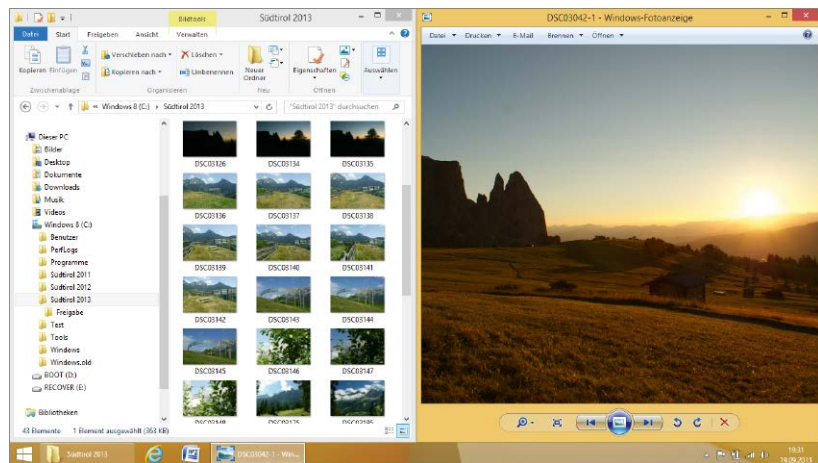 Bildtools
Südtirol 2013
Datei Start Freigeben Ansicht Verwalten
Kopieren Einfügen
Verschieben nach
Kopieren nach
Löschen
Umbenennen
Neuer
Ordner
Eigenschaften
Auswählen
Zwischenablage Organisieren Neu Öffnen
Windows 8 (C:) Südtirol 2013
"Südtirol 2013" durchsuchen
Dieser PC
Bilder
Desktop
Dokumente
Downloads
Musik
Videos
Windows 8 (C:)
Benutzer
PerfLogs
Programme
Südtirol 2011
Südtirol 2012
Südtirol 2013
Freigabe
Test
Tools
Windows
Windows.old
BOOT (D:)
RECOVER (E:)
Bibliotheken
DSC03126 DSC03134 DSC03135
DSC03136 DSC03137 DSC03138
DSC03139 DSC03140 DSC03141
DSC03142 DSC03143 DSC03144
DSC03145 DSC03146 DSC03147
43 Elemente 1 Element ausgewählt (363 KB)
DSC03042-1 - Windows-Fotoanzeige
Datei Drucken E-Mail Brennen Öffnen
Südtirol 2013
DSC03042-1 - Win...
19:31
19.09.2013